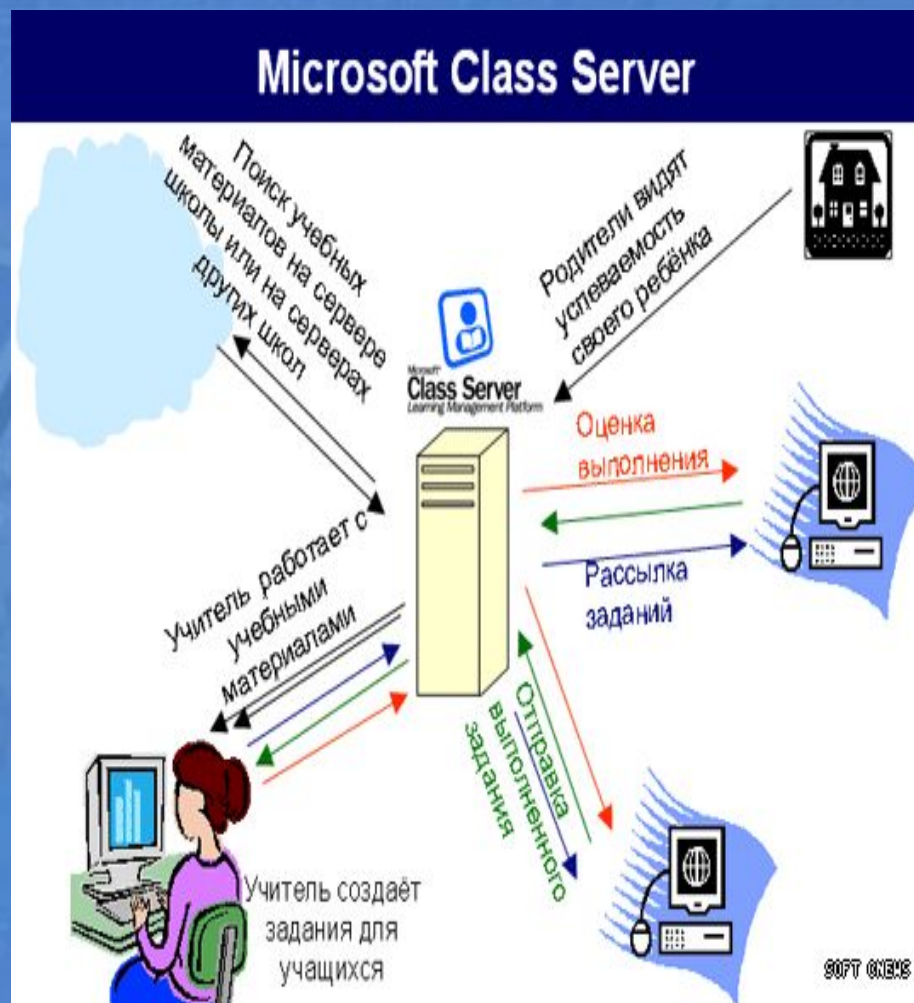 Microsoft Class Server
Поиск учебных
материалов на сервере
школы или на серверах
других школ
Родители видят
успеваемость
своего ребёнка
Microsoft
Class Server
Learning Management Platform
Оценка
выполнения
Рассылка
заданий
Учитель работает с
учебными
материалами
Отправка
выполненного
задания
Учитель создаёт
задания для
учащихся
SOFT CNEWS